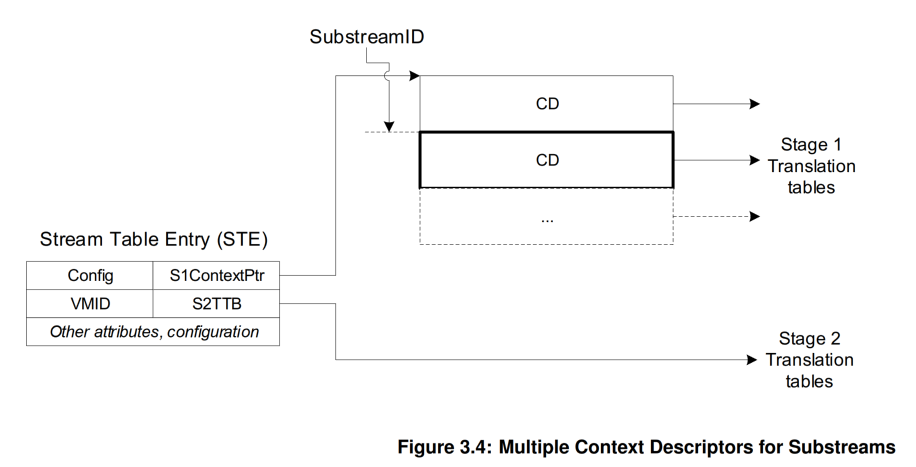 SubstreamID
CD
CD
...
Stage 1
Translation
tables
Stream Table Entry (STE)
Config S1ContextPtr
VMID S2TTB
Other attributes, configuration
Stage 2
Translation
tables
Figure 3.4: Multiple Context Descriptors for Substreams